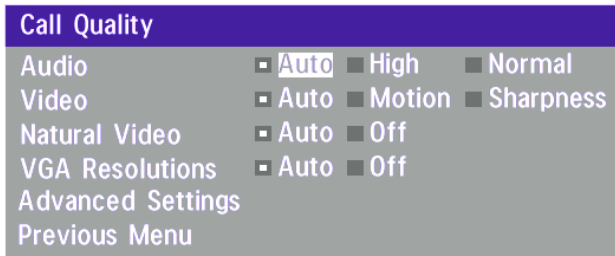 Call Quality
Audio Auto High Normal
Video Auto Motion Sharpness
Natural Video Auto Off
VGA Resolutions Auto Off
Advanced Settings
Previous Menu